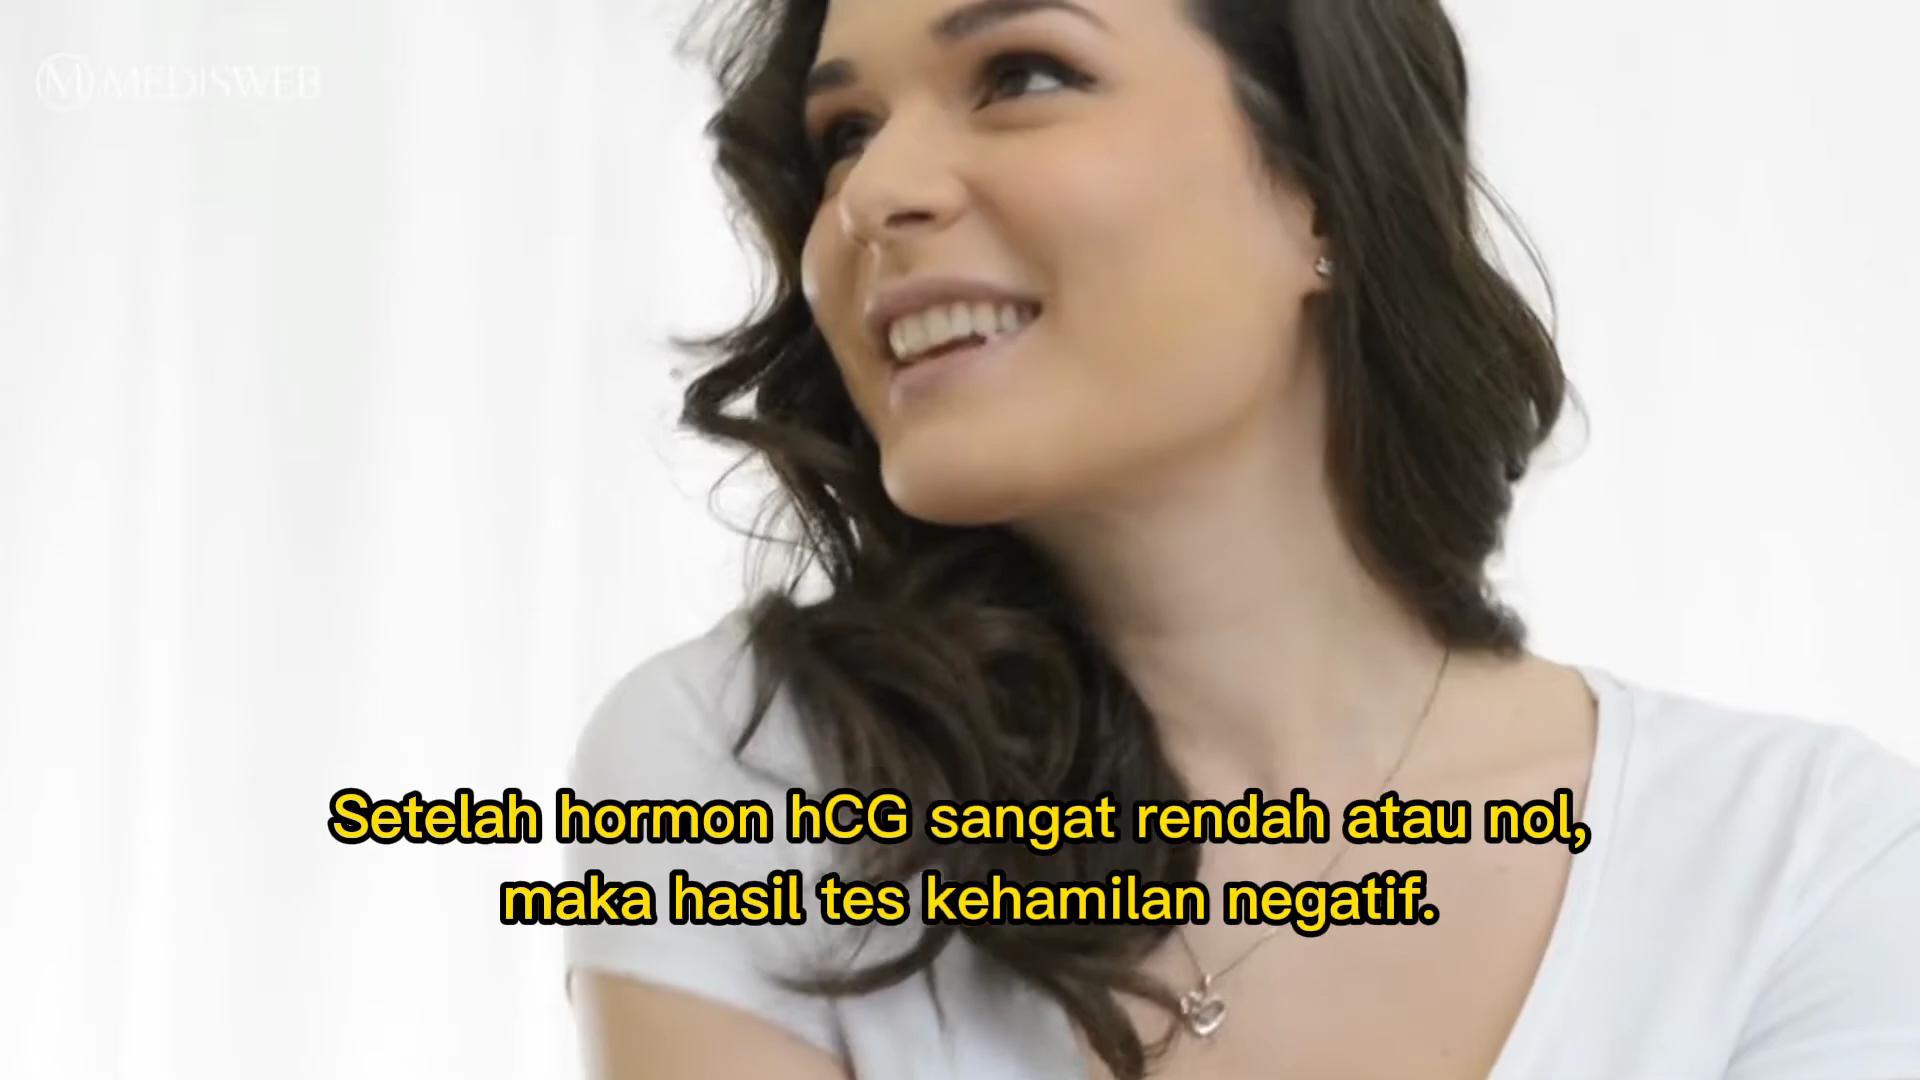 MEDISWEB
Setelah hormon hCG sangat rendah atau nol,
maka hasil tes kehamilan negatif.